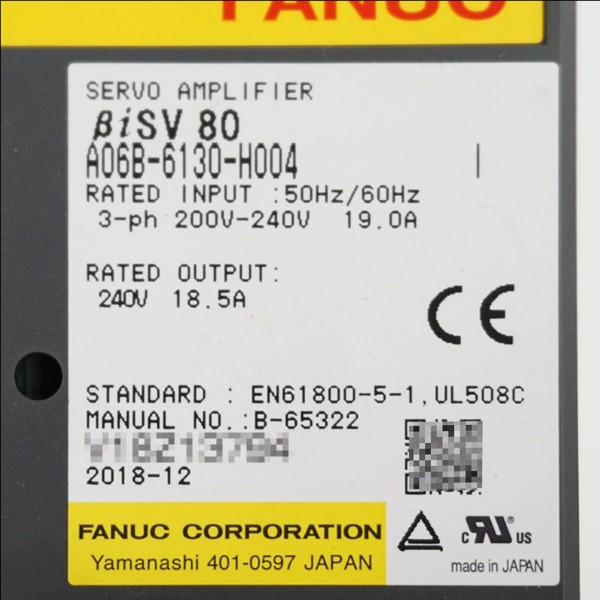 FANUC
SERVO AMPLIFIER
βiSV 80
A06B-6130-H004
RATED INPUT :50Hz/60Hz
3-ph 200V-240V 19.0A
RATED OUTPUT:
240V 18.5A
CE
STANDARD : EN61800-5-1,UL508C
MANUAL NO.:B-65322
2018-12
FANUC CORPORATION
Yamanashi 401-0597 JAPAN
c RU ® US
made in JAPAN